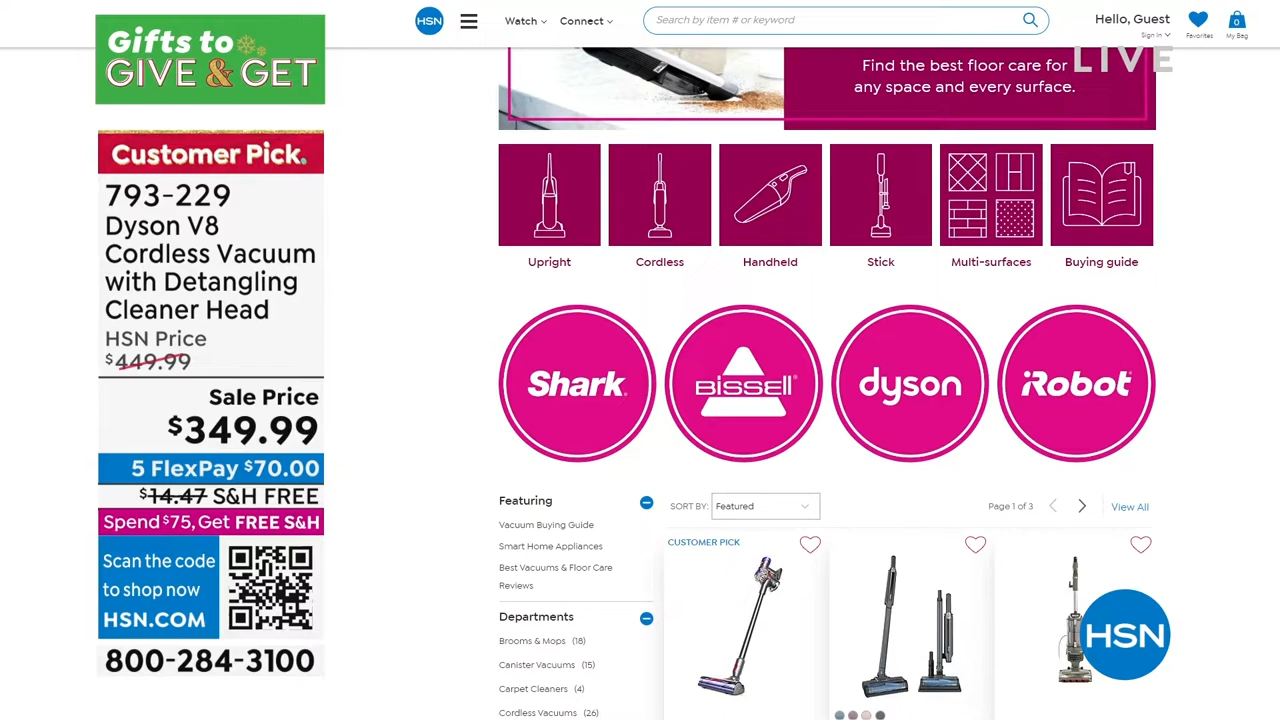 Gifts to
GIVE & GET
Customer Pick.
793-229
Dyson V8
Cordless Vacuum
with Detangling
Cleaner Head
HSN Price
$449.99
Sale Price
$349.99
5 FlexPay $70.00
$14.47 S&H FREE
Spend $75, Get FREE S&H
Scan the code
to shop now
HSN.COM
800-284-3100
HSN
Watch
Connect
Search by item # or keyword
Hello, Guest
Sign In
Favorites
0
My Bag
LIVE
Find the best floor care for
any space and every surface.
Upright
Cordless
Handheld
Stick
Multi-surfaces
Buying guide
Shark
BISSELL®
dyson
iRobot®
Featuring
Vacuum Buying Guide
Smart Home Appliances
Best Vacuums & Floor Care
Reviews
Departments
Brooms & Mops (18)
Canister Vacuums (15)
Carpet Cleaners (4)
Cordless Vacuums (26)
SORT BY: Featured
Page 1 of 3
View All
CUSTOMER PICK
HSN